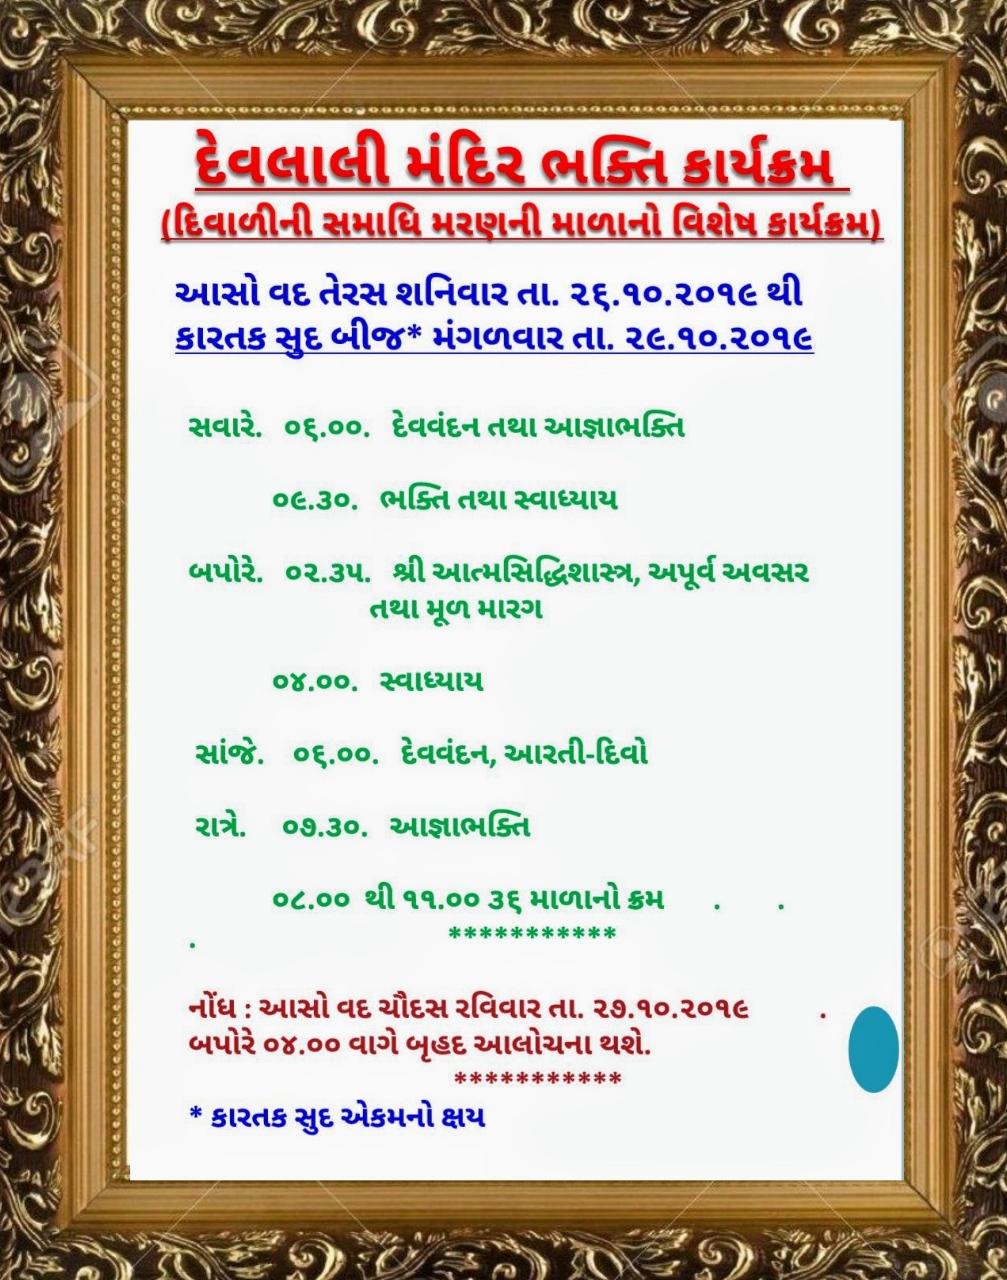 દેવલાલી મંદિર ભક્તિ કાર્યક્રમ
(દિવાળીની સમાધિ મરણની માળાનો વિશેષ કાર્યક્રમ)
આસો વદ તેરસ શનિવાર તા. ૨૬.૧૦.૨૦૧૯ થી
કારતક સુદ બીજ* મંગળવાર તા. ૨૯.૧૦.૨૦૧૯
સવારે. ૦૬.૦૦. દેવવંદન તથા આજ્ઞાભક્તિ
૦૯.૩૦. ભક્તિ તથા સ્વાધ્યાય
બપોરે. ૦૨.૩૫. શ્રી આત્મસિદ્ધિશાસ્ત્ર, અપૂર્વ અવસર
તથા મૂળ મારગ
૦૪.૦૦. સ્વાધ્યાય
સાંજે. ૦૬.૦૦. દેવવંદન, આરતી-દિવો
રાત્રે. ૦૭.૩૦. આજ્ઞાભક્તિ
૦૮.૦૦ થી ૧૧.૦૦ ૩૬ માળાનો ક્રમ . .
. ***********
નોંધ : આસો વદ ચૌદસ રવિવાર તા. ૨૭.૧૦.૨૦૧૯ .
બપોરે ૦૪.૦૦ વાગે બૃહદ આલોચના થશે.
***********
* કારતક સુદ એકમનો ક્ષય